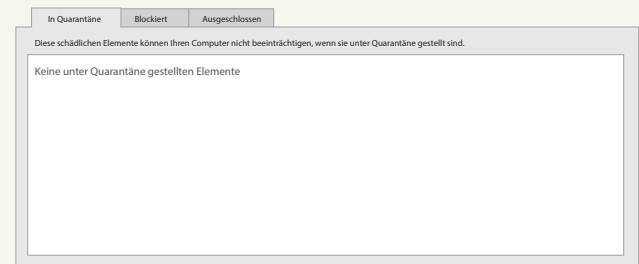 In Quarantäne Blockiert Ausgeschlossen
Diese schädlichen Elemente können Ihren Computer nicht beeinträchtigen, wenn sie unter Quarantäne gestellt sind.
Keine unter Quarantäne gestellten Elemente